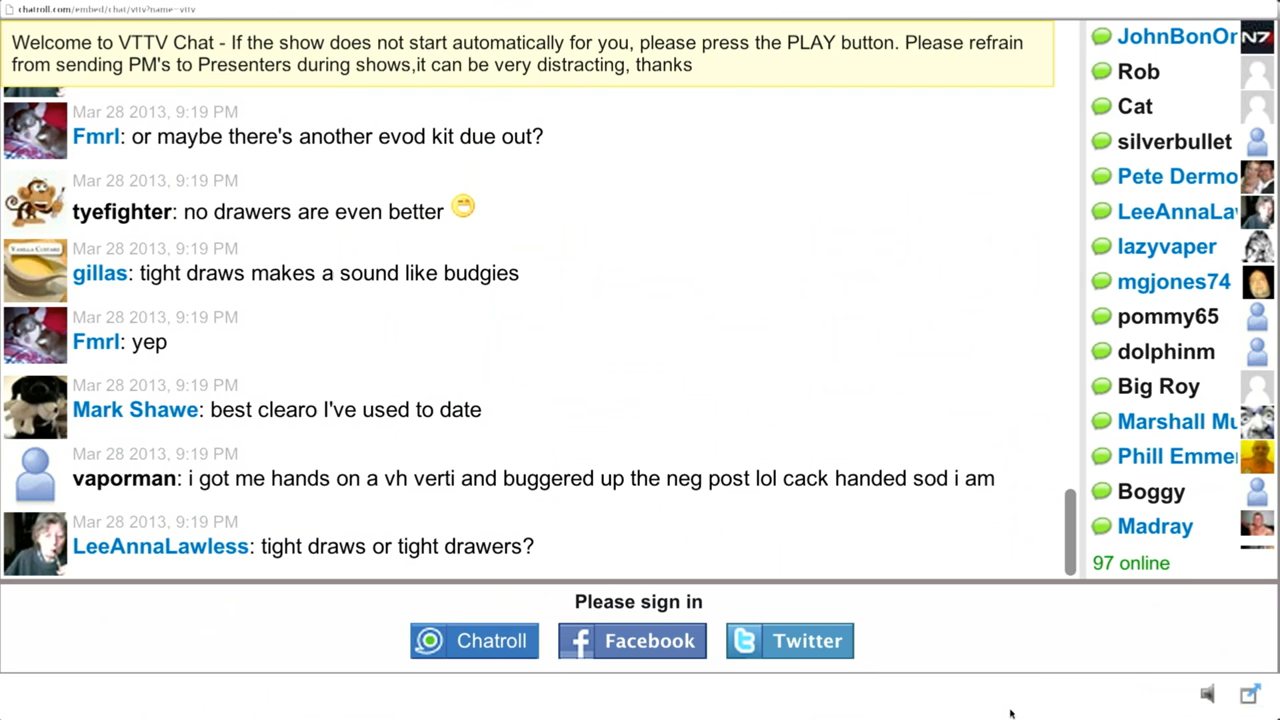 chatroll.com/embed/chat/vttv?name=vttv
Welcome to VTTV Chat - If the show does not start automatically for you, please press the PLAY button. Please refrain
from sending PM's to Presenters during shows,it can be very distracting, thanks
Mar 28 2013, 9:19 PM
Fmrl: or maybe there's another evod kit due out?
Mar 28 2013, 9:19 PM
tyefighter: no drawers are even better
Mar 28 2013, 9:19 PM
gillas: tight draws makes a sound like budgies
Mar 28 2013, 9:19 PM
Fmrl: yep
Mar 28 2013, 9:19 PM
Mark Shawe: best clearo I've used to date
Mar 28 2013, 9:19 PM
vaporman: i got me hands on a vh verti and buggered up the neg post lol cack handed sod i am
Mar 28 2013, 9:19 PM
LeeAnnaLawless: tight draws or tight drawers?
JohnBonOr
N7
Rob
Cat
silverbullet
Pete Dermo
LeeAnnaLa
lazyvaper
mgjones74
pommy65
dolphinm
Big Roy
Marshall Mu
Phill Emme
Boggy
Madray
97 online
Please sign in
Chatroll
Facebook
Twitter